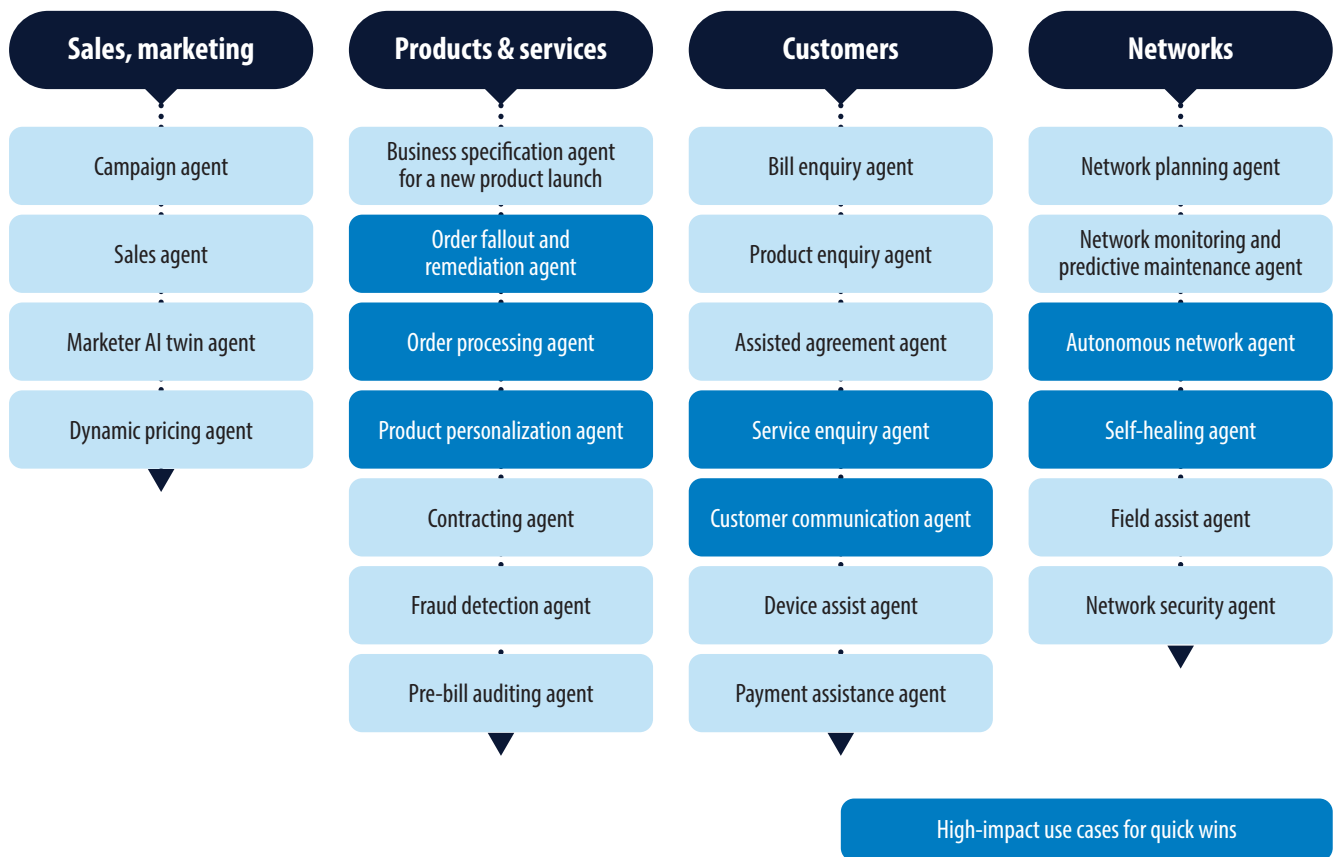 Sales, marketing
Campaign agent
Sales agent
Marketer AI twin agent
Dynamic pricing agent
Products & services
Business specification agent
for a new product launch
Order fallout and
remediation agent
Order processing agent
Product personalization agent
Contracting agent
Fraud detection agent
Pre-bill auditing agent
Customers
Bill enquiry agent
Product enquiry agent
Assisted agreement agent
Service enquiry agent
Customer communication agent
Device assist agent
Payment assistance agent
Networks
Network planning agent
Network monitoring and
predictive maintenance agent
Autonomous network agent
Self-healing agent
Field assist agent
Network security agent
High-impact use cases for quick wins